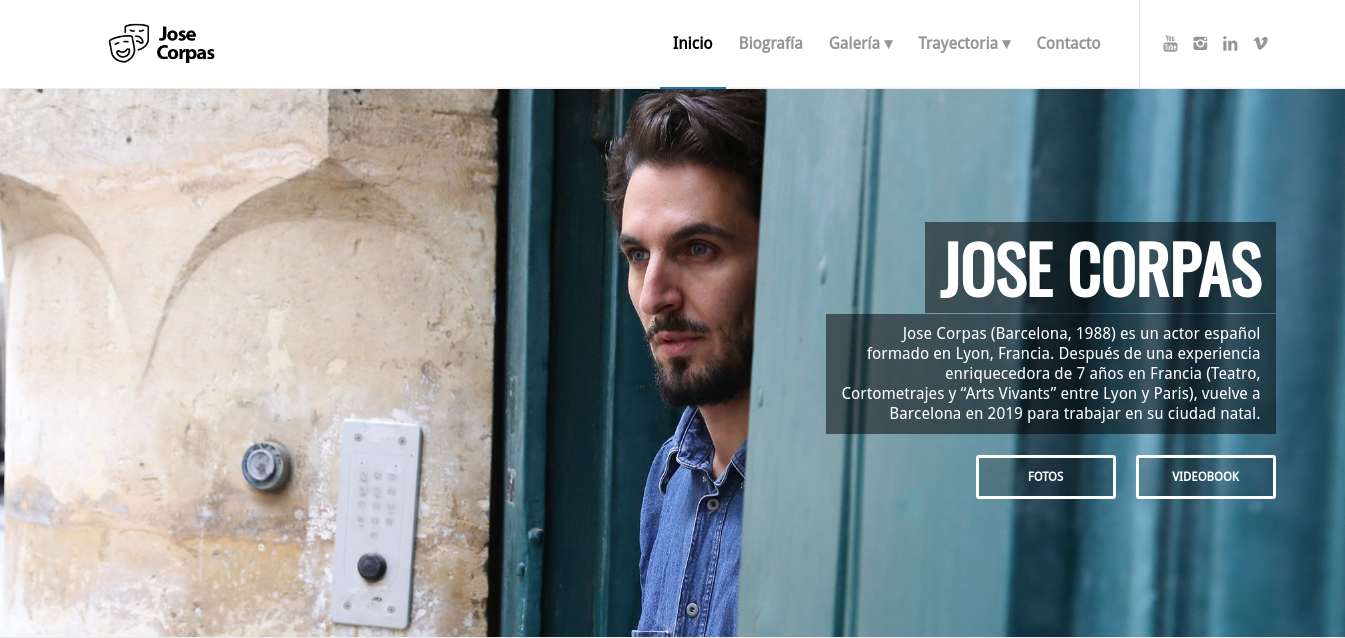 Jose
Corpas
Inicio Biografía Galería ▾ Trayectoria ▾ Contacto
You
Tube
JOSE CORPAS
Jose Corpas (Barcelona, 1988) es un actor español
formado en Lyon, Francia. Después de una experiencia
enriquecedora de 7 años en Francia (Teatro,
Cortometrajes y “Arts Vivants” entre Lyon y Paris), vuelve a
Barcelona en 2019 para trabajar en su ciudad natal.
FOTOS VIDEOBOOK